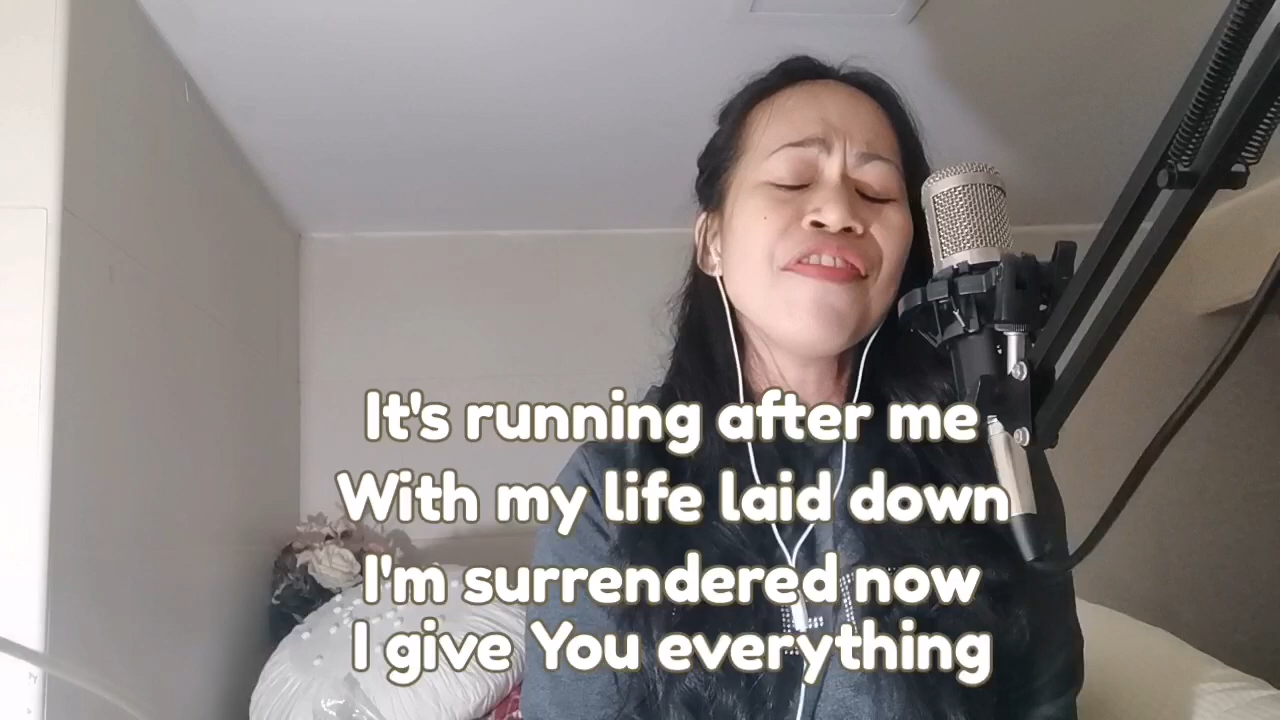 It's running after me
With my life laid down
I'm surrendered now
I give You everything